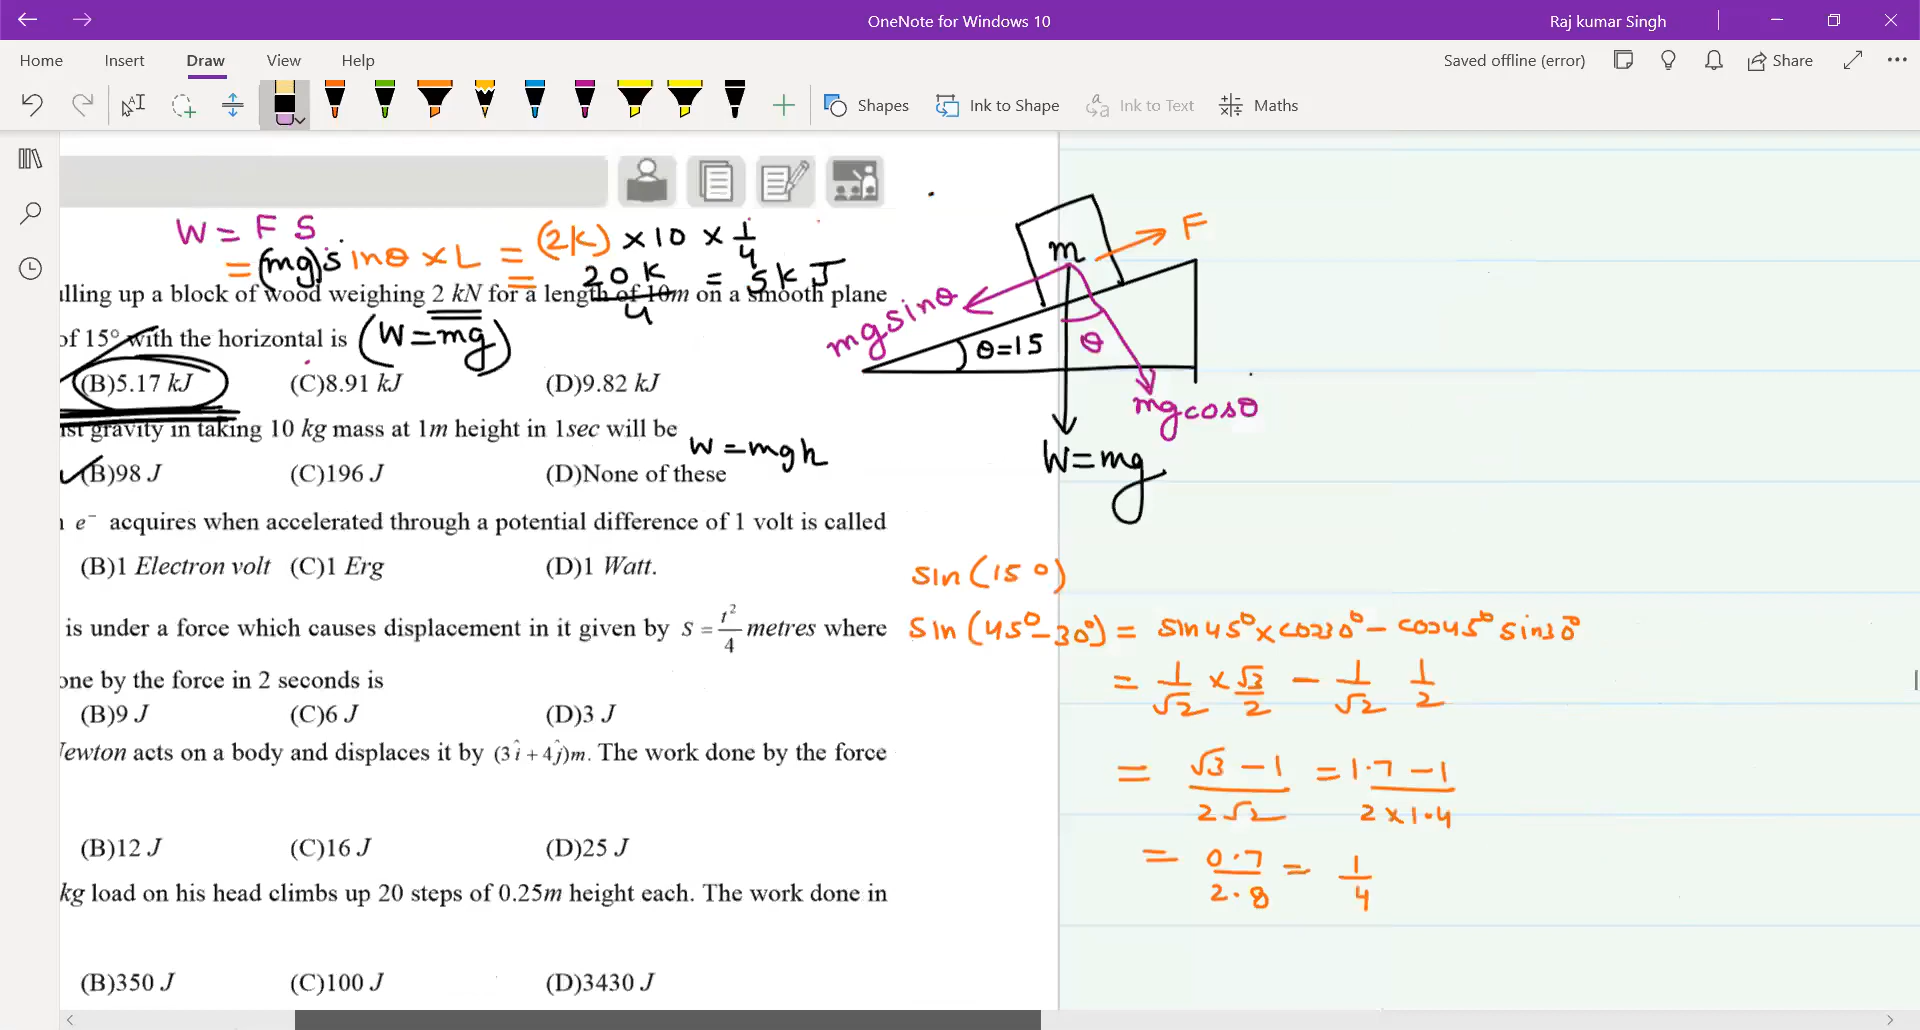 OneNote for Windows 10
Raj kumar Singh
Home Insert Draw View Help
Saved offline (error) Share
Shapes Ink to Shape Ink to Text Maths
W = F S
= (mg) sinθ × L = (2K) × 10 × 1/4
= 20 K / 4 = 5 K J
lling up a block of wood weighing 2 kN for a length of 10m on a smooth plane
of 15° with the horizontal is (W = mg)
(B)5.17 kJ (C)8.91 kJ (D)9.82 kJ
nst gravity in taking 10 kg mass at 1m height in 1sec will be
W = mgh
(B)98 J (C)196 J (D)None of these
e⁻ acquires when accelerated through a potential difference of 1 volt is called
(B)1 Electron volt (C)1 Erg (D)1 Watt.
is under a force which causes displacement in it given by S = t²/4 metres where
one by the force in 2 seconds is
(B)9 J (C)6 J (D)3 J
Newton acts on a body and displaces it by (3î + 4ĵ)m. The work done by the force
(B)12 J (C)16 J (D)25 J
kg load on his head climbs up 20 steps of 0.25m height each. The work done in
(B)350 J (C)100 J (D)3430 J
m
F
mg sinθ
θ = 15
θ
mg cosθ
W = mg
sin (15°)
sin (45° - 30°) = sin45° × cos30° - cos45° sin30°
= 1/√2 × √3/2 - 1/√2 1/2
= √3 - 1 / 2√2 = 1.7 - 1 / 2 × 1.4
= 0.7 / 2.8 = 1/4